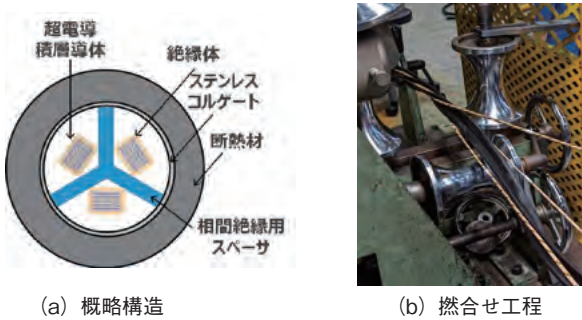 超電導
積層導体
絶縁体
ステンレス
コルゲート
断熱材
相間絶縁用
スペーサ
(a) 概略構造
(b) 撚合せ工程